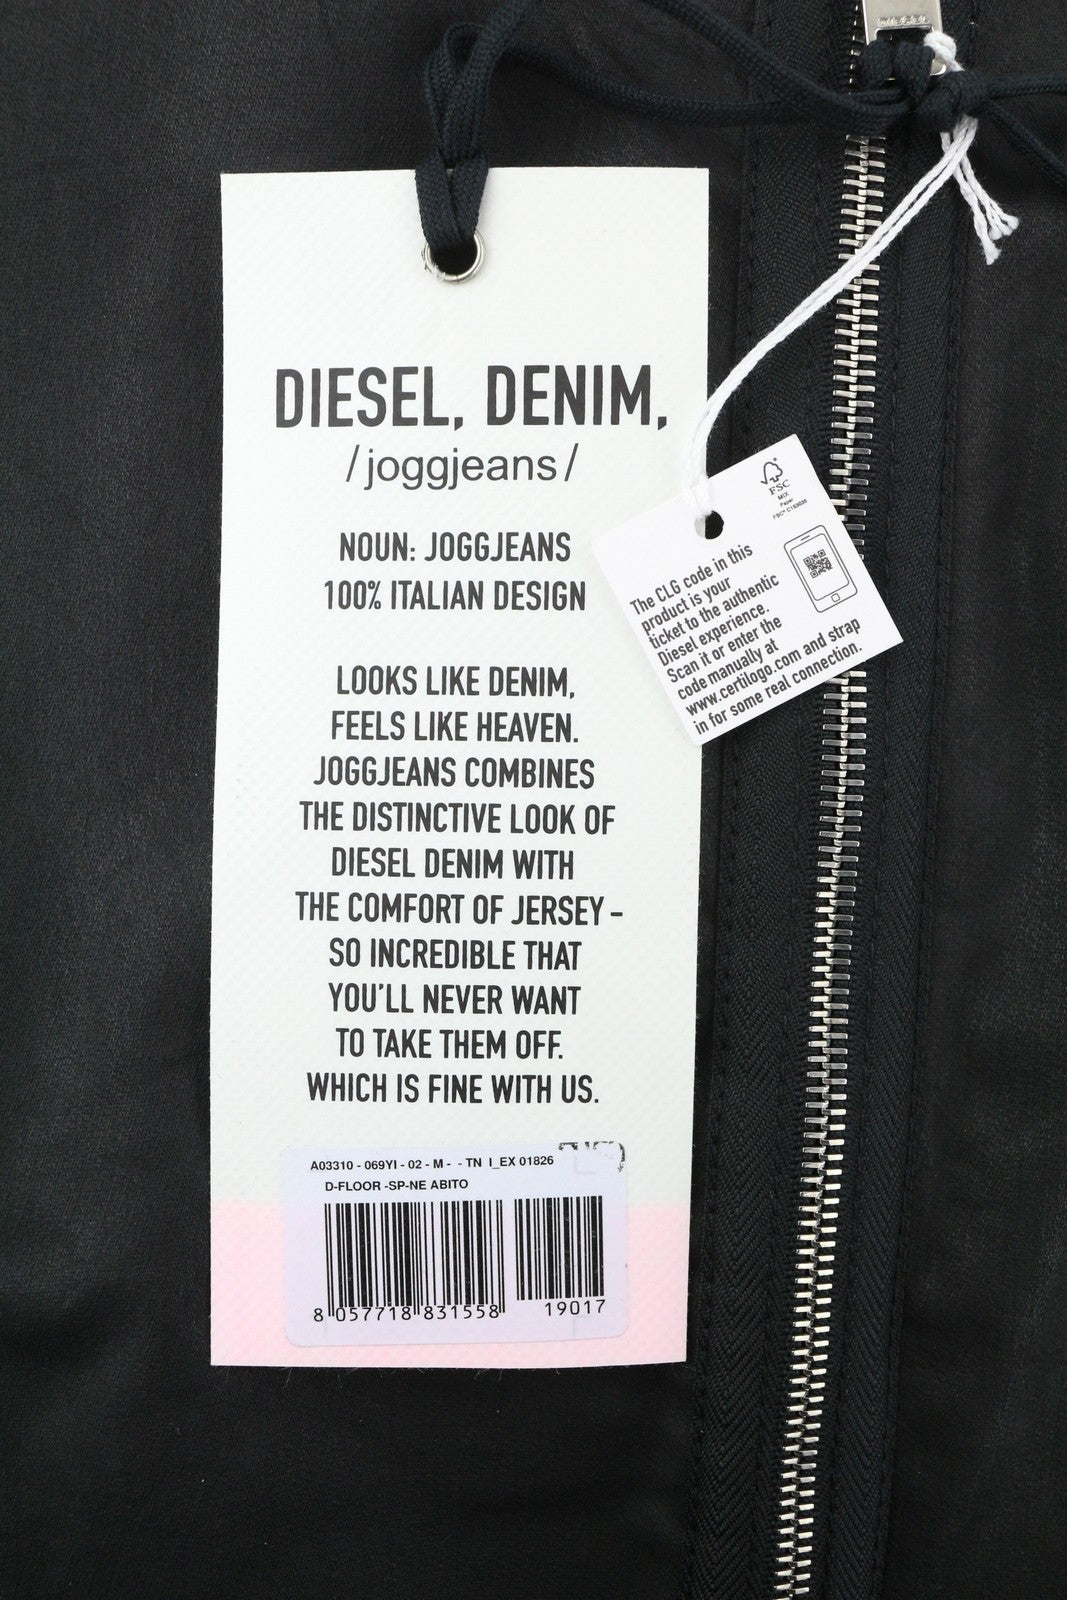 DIESEL, DENIM,
/joggjeans/
NOUN: JOGGJEANS
100% ITALIAN DESIGN
LOOKS LIKE DENIM,
FEELS LIKE HEAVEN.
JOGGJEANS COMBINES
THE DISTINCTIVE LOOK OF
DIESEL DENIM WITH
THE COMFORT OF JERSEY –
SO INCREDIBLE THAT
YOU'LL NEVER WANT
TO TAKE THEM OFF.
WHICH IS FINE WITH US.
A03310 - 069YI - 02 - M - - TN I_EX 01826
D-FLOOR -SP-NE ABITO
8 057718 831558
19017
FSC
MIX
Paper
The CLG code in this
product is your
ticket to the authentic
Diesel experience.
Scan it or enter the
code manually at
www.certilogo.com and strap
in for some real connection.